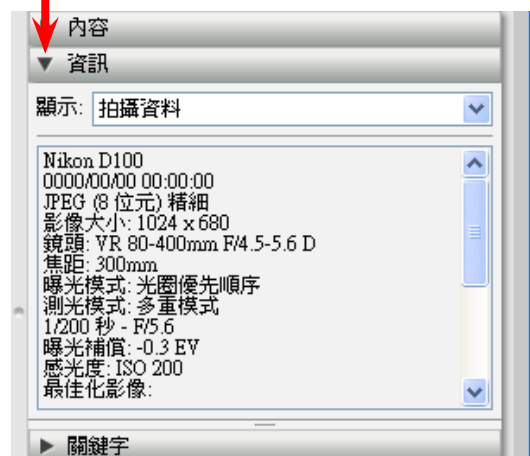 內容
資訊
顯示: 拍攝資料
Nikon D100
0000/00/00 00:00:00
JPEG (8 位元) 精細
影像大小: 1024 x 680
鏡頭: VR 80-400mm F/4.5-5.6 D
焦距: 300mm
曝光模式: 光圈優先順序
測光模式: 多重模式
1/200 秒 - F/5.6
曝光補償: -0.3 EV
感光度: ISO 200
最佳化影像:
關鍵字